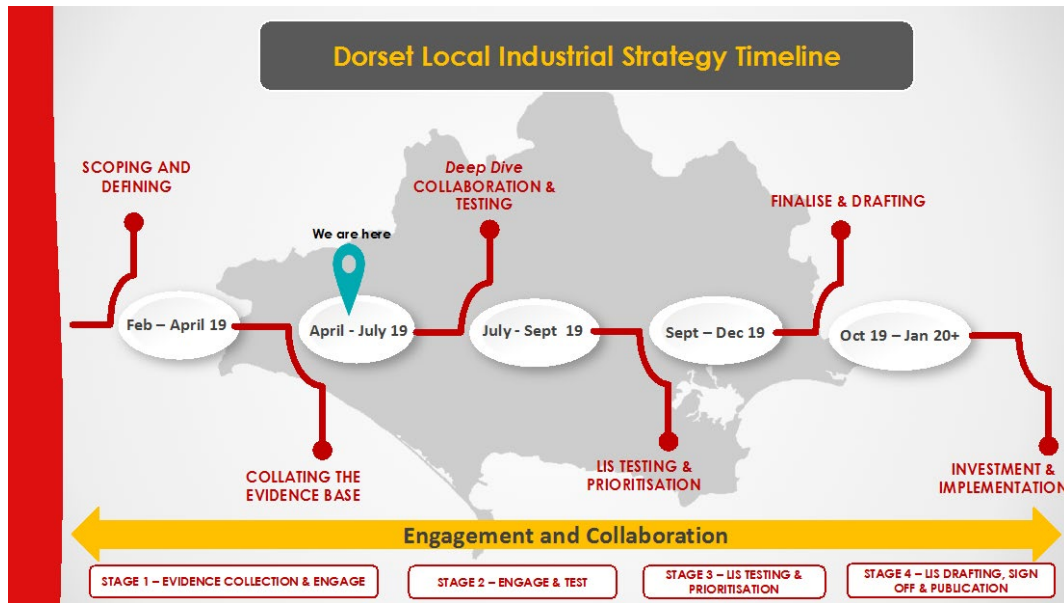 Dorset Local Industrial Strategy Timeline
SCOPING AND
DEFINING
Deep Dive
COLLABORATION &
TESTING
FINALISE & DRAFTING
We are here
Feb – April 19
April - July 19
July - Sept 19
Sept – Dec 19
Oct 19 – Jan 20+
COLLATING THE
EVIDENCE BASE
LIS TESTING &
PRIORITISATION
INVESTMENT &
IMPLEMENTATION
Engagement and Collaboration
STAGE 1 – EVIDENCE COLLECTION & ENGAGE
STAGE 2 – ENGAGE & TEST
STAGE 3 – LIS TESTING &
PRIORITISATION
STAGE 4 – LIS DRAFTING, SIGN
OFF & PUBLICATION